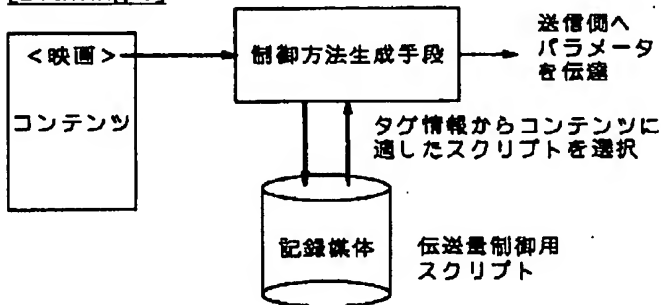 <映画>
コンテンツ
制御方法生成手段
送信側へ
パラメータ
を伝達
タグ情報からコンテンツに
適したスクリプトを選択
記録媒体
伝送量制御用
スクリプト